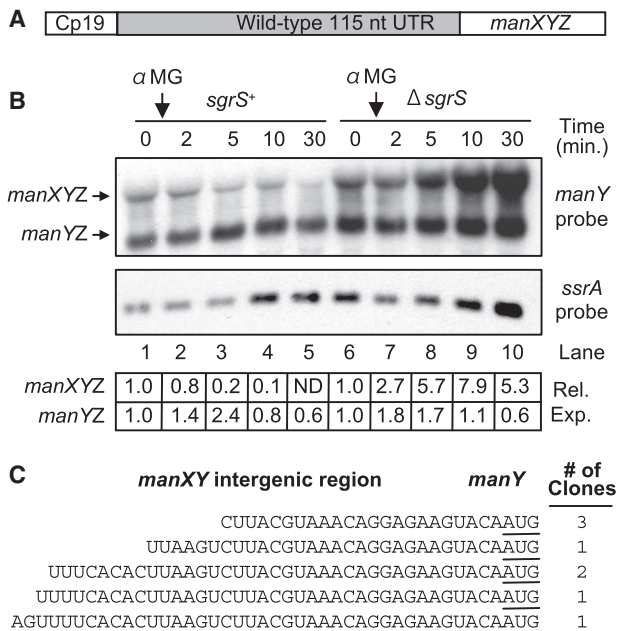 A
Cp19 Wild-type 115 nt UTR manXYZ
B
α MG α MG
sgrS+ Δ sgrS
0 2 5 10 30 0 2 5 10 30 Time (min.)
manXYZ
manYZ
manY probe
ssrA probe
1 2 3 4 5 6 7 8 9 10 Lane
manXYZ 1.0 0.8 0.2 0.1 ND 1.0 2.7 5.7 7.9 5.3 Rel.
manYZ 1.0 1.4 2.4 0.8 0.6 1.0 1.8 1.7 1.1 0.6 Exp.
C
manXY intergenic region manY # of Clones
CUUACGUAAACAGGAGAAGUACAAUG 3
UUAAGUCUUACGUAAACAGGAGAAGUACAAUG 1
UUUCACACUUAAGUCUUACGUAAACAGGAGAAGUACAAUG 2
UUUUCACACUUAAGUCUUACGUAAACAGGAGAAGUACAAUG 1
AGUUUUCACACUUAAGUCUUACGUAAACAGGAGAAGUACAAUG 1